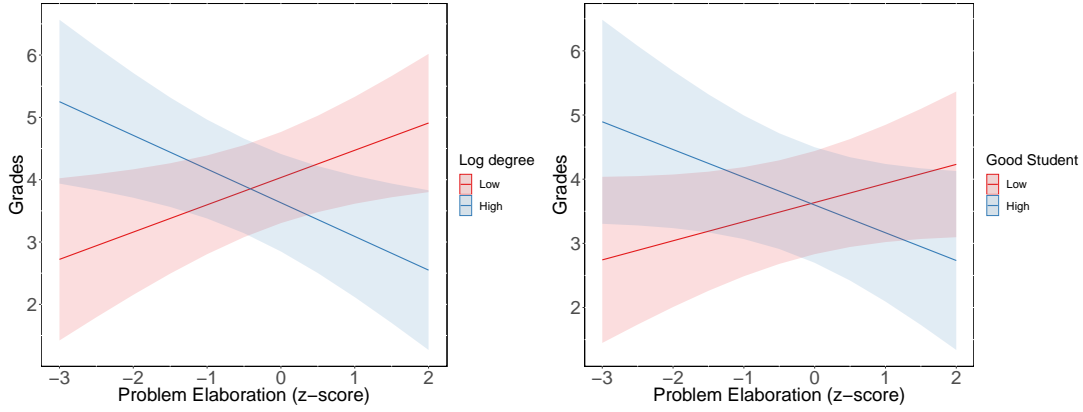 Grades
6
5
4
3
2
−3 −2 −1 0 1 2
Problem Elaboration (z−score)
Log degree
Low
High
Grades
6
5
4
3
2
−3 −2 −1 0 1 2
Problem Elaboration (z−score)
Good Student
Low
High